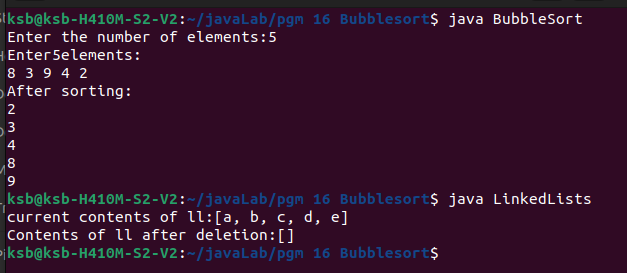 ksb@ksb-H410M-S2-V2:~/javaLab/pgm 16 Bubblesort$ java BubbleSort
Enter the number of elements:5
Enter5elements:
8 3 9 4 2
After sorting:
2
3
4
8
9
ksb@ksb-H410M-S2-V2:~/javaLab/pgm 16 Bubblesort$ java LinkedLists
current contents of ll:[a, b, c, d, e]
Contents of ll after deletion:[]
ksb@ksb-H410M-S2-V2:~/javaLab/pgm 16 Bubblesort$